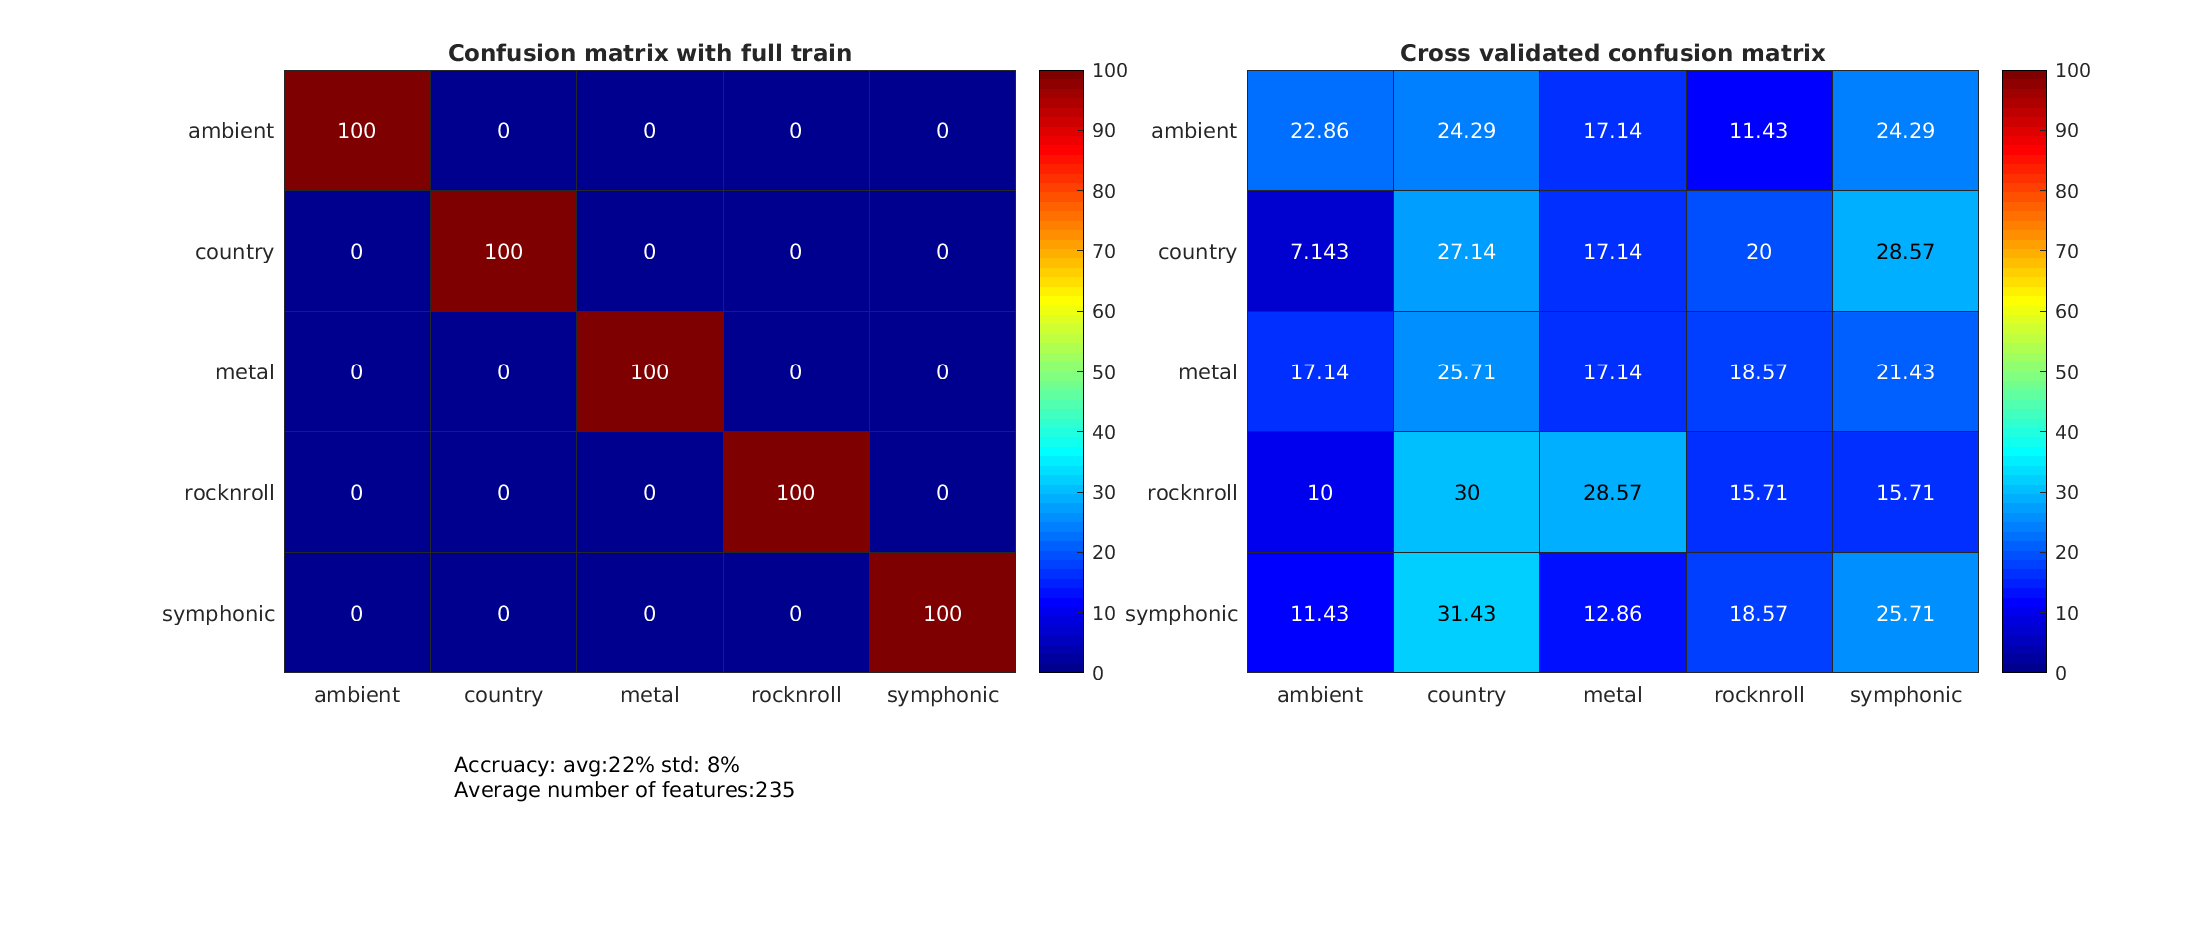 Confusion matrix with full train
ambient 100 0 0 0 0
country 0 100 0 0 0
metal 0 0 100 0 0
rocknroll 0 0 0 100 0
symphonic 0 0 0 0 100
ambient country metal rocknroll symphonic
100
90
80
70
60
50
40
30
20
10
0
Cross validated confusion matrix
ambient 22.86 24.29 17.14 11.43 24.29
country 7.143 27.14 17.14 20 28.57
metal 17.14 25.71 17.14 18.57 21.43
rocknroll 10 30 28.57 15.71 15.71
symphonic 11.43 31.43 12.86 18.57 25.71
ambient country metal rocknroll symphonic
100
90
80
70
60
50
40
30
20
10
0
Accruacy: avg:22% std: 8%
Average number of features:235